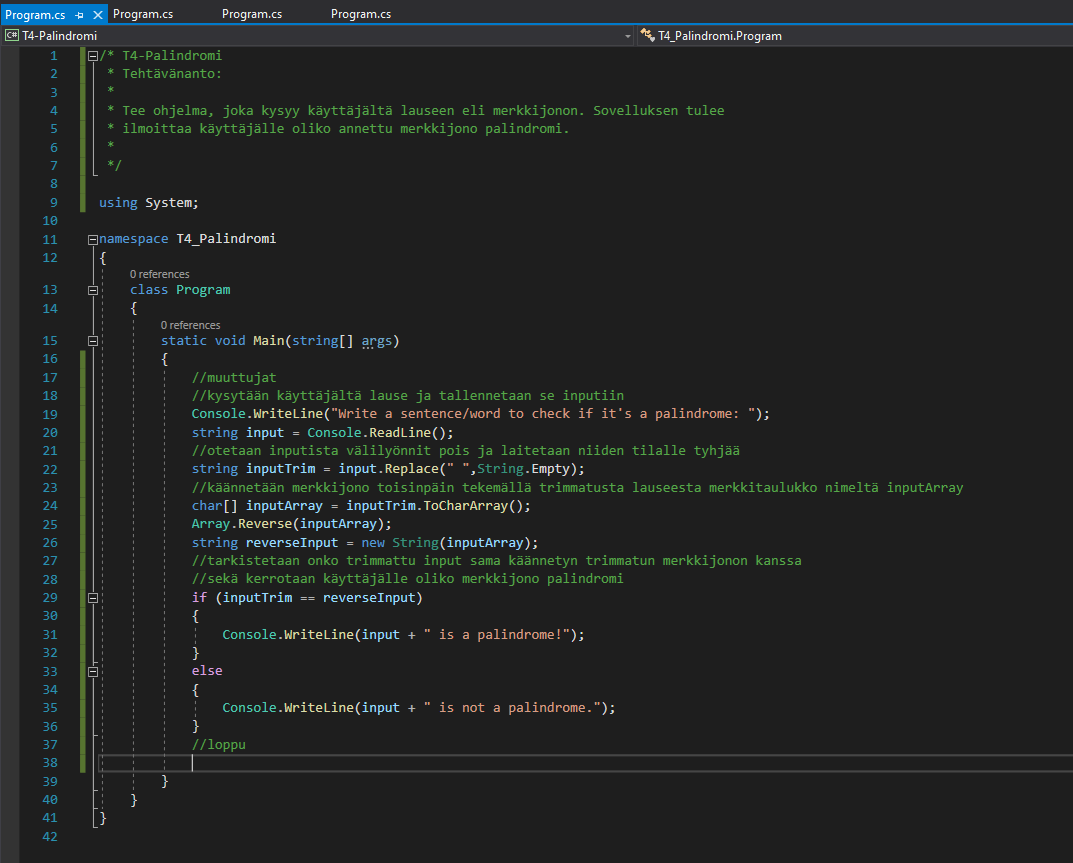 Program.cs Program.cs Program.cs Program.cs
C# T4-Palindromi T4_Palindromi.Program
1 /* T4-Palindromi
2 * Tehtävänanto:
3 *
4 * Tee ohjelma, joka kysyy käyttäjältä lauseen eli merkkijonon. Sovelluksen tulee
5 * ilmoittaa käyttäjälle oliko annettu merkkijono palindromi.
6 *
7 */
8
9 using System;
10
11 namespace T4_Palindromi
12 {
0 references
13 class Program
14 {
0 references
15 static void Main(string[] args)
16 {
17 //muuttujat
18 //kysytään käyttäjältä lause ja tallennetaan se inputiin
19 Console.WriteLine("Write a sentence/word to check if it's a palindrome: ");
20 string input = Console.ReadLine();
21 //otetaan inputista välilyönnit pois ja laitetaan niiden tilalle tyhjää
22 string inputTrim = input.Replace(" ",String.Empty);
23 //käännetään merkkijono toisinpäin tekemällä trimmatusta lauseesta merkkitaulukko nimeltä inputArray
24 char[] inputArray = inputTrim.ToCharArray();
25 Array.Reverse(inputArray);
26 string reverseInput = new String(inputArray);
27 //tarkistetaan onko trimmattu input sama käännetyn trimmatun merkkijonon kanssa
28 //sekä kerrotaan käyttäjälle oliko merkkijono palindromi
29 if (inputTrim == reverseInput)
30 {
31 Console.WriteLine(input + " is a palindrome!");
32 }
33 else
34 {
35 Console.WriteLine(input + " is not a palindrome.");
36 }
37 //loppu
38
39 }
40 }
41 }
42